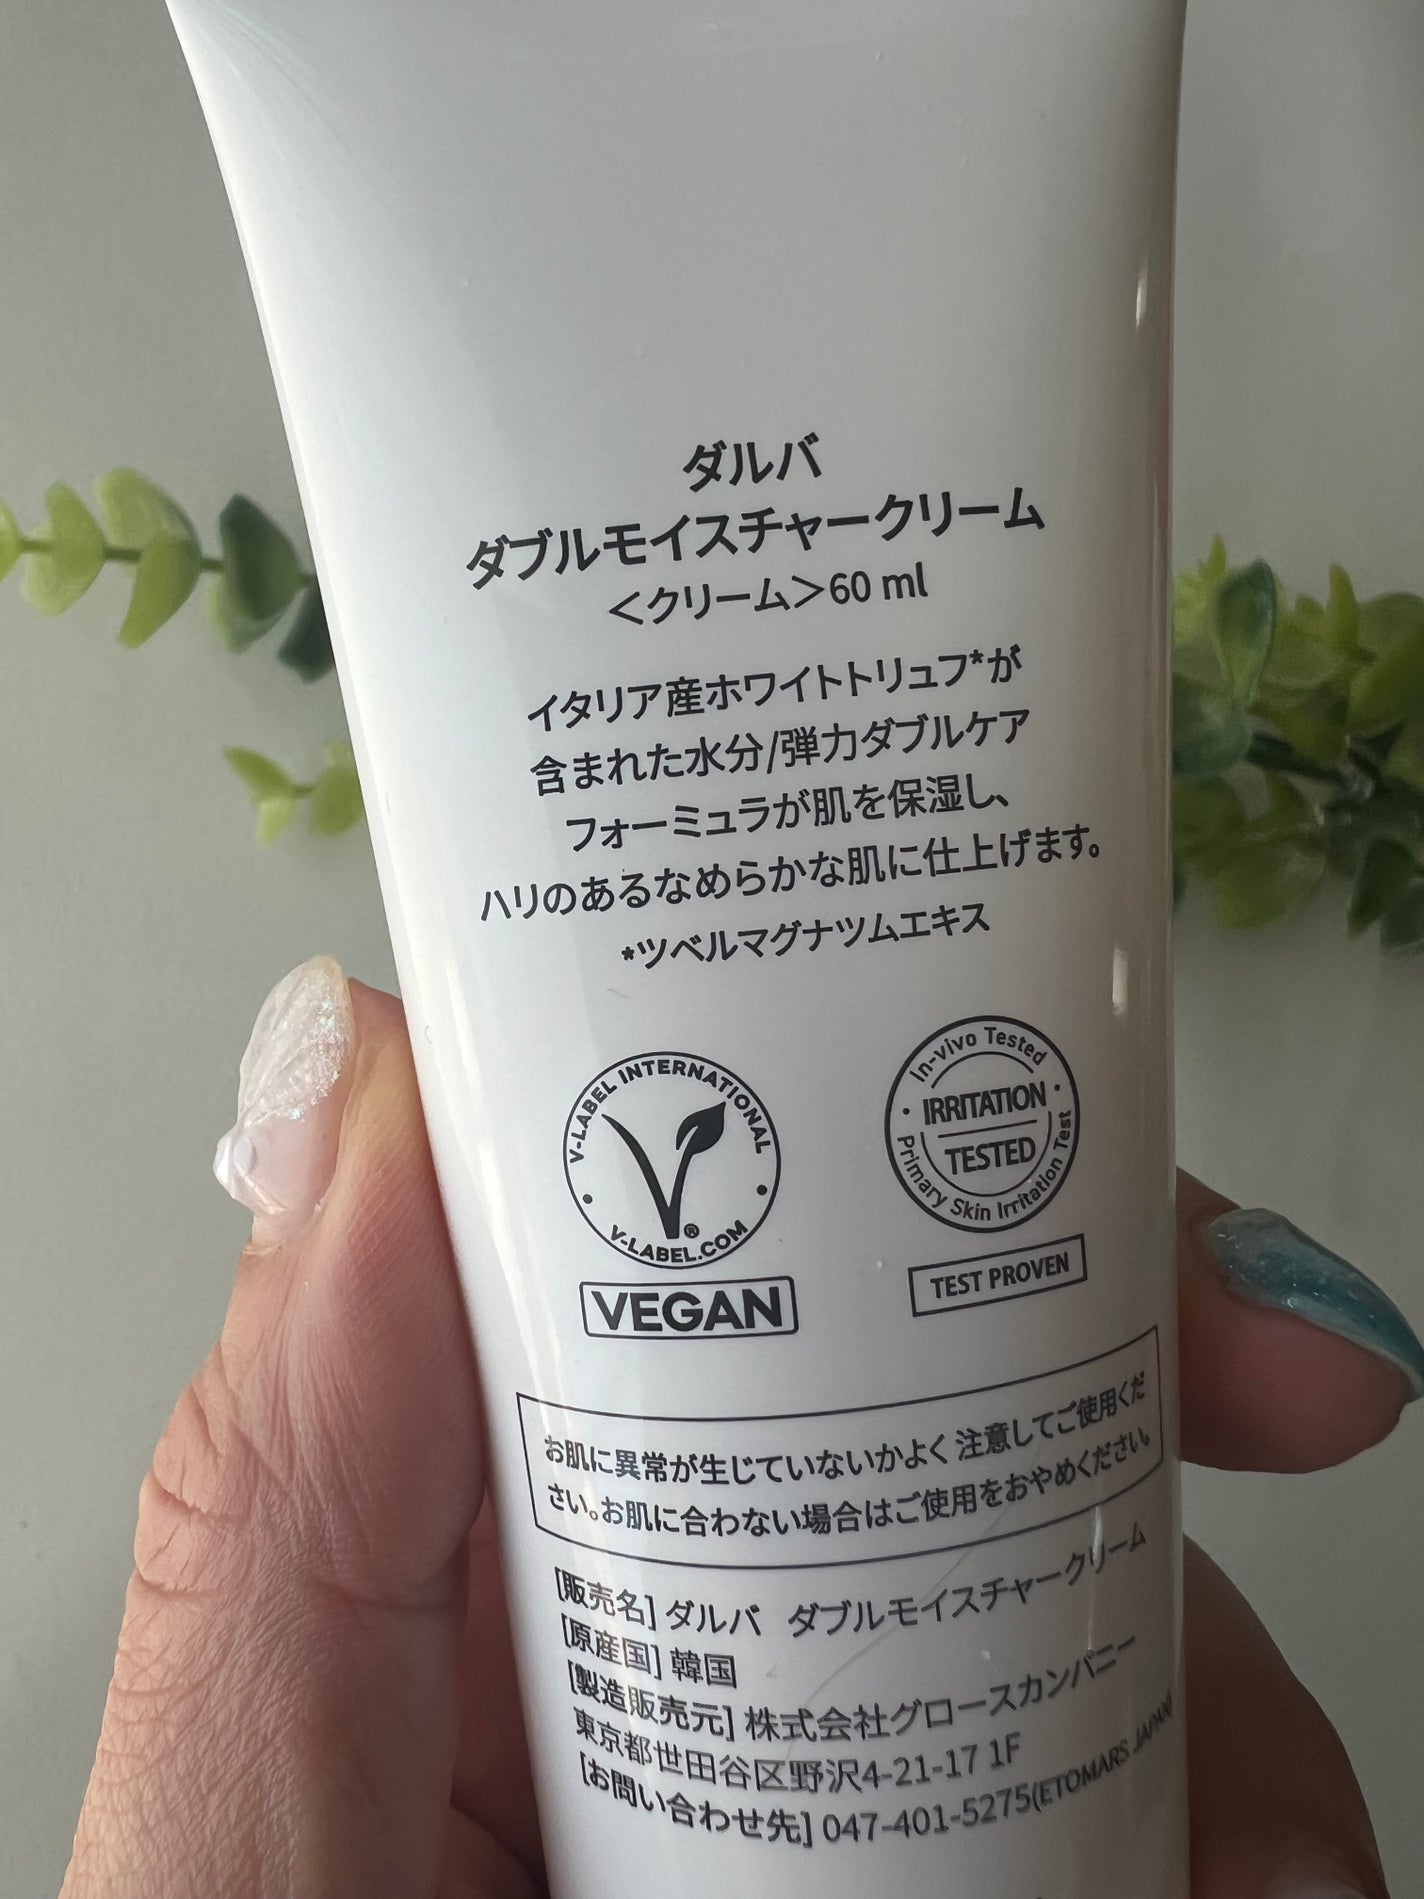 ダルバ
ダブルモイスチャークリーム
＜クリーム＞60 ml
イタリア産ホワイトトリュフ*が
含まれた水分/弾力ダブルケア
フォーミュラが肌を保湿し、
ハリのあるなめらかな肌に仕上げます。
*ツベルマグナツムエキス
V-LABEL INTERNATIONAL
®
V-LABEL.COM
VEGAN
In-vivo Tested
IRRITATION
TESTED
Primary Skin Irritation Test
TEST PROVEN
お肌に異常が生じていないかよく 注意してご使用くだ
さい。お肌に合わない場合はご使用をおやめください。
[販売名] ダルバ ダブルモイスチャークリーム
[原産国] 韓国
[製造販売元] 株式会社グロースカンパニー
東京都世田谷区野沢4-21-17 1F
[お問い合わせ先] 047-401-5275(ETOMARS JAPAN)